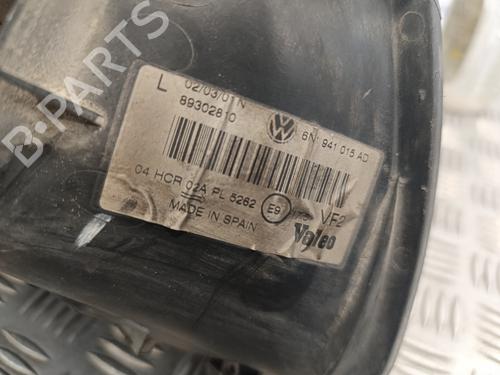 B-PARTS
L 02/03/01 N
89302810
6N1 941 015 AD
04 HCR 02A PL 5262 E9 VF2
MADE IN SPAIN
Valeo